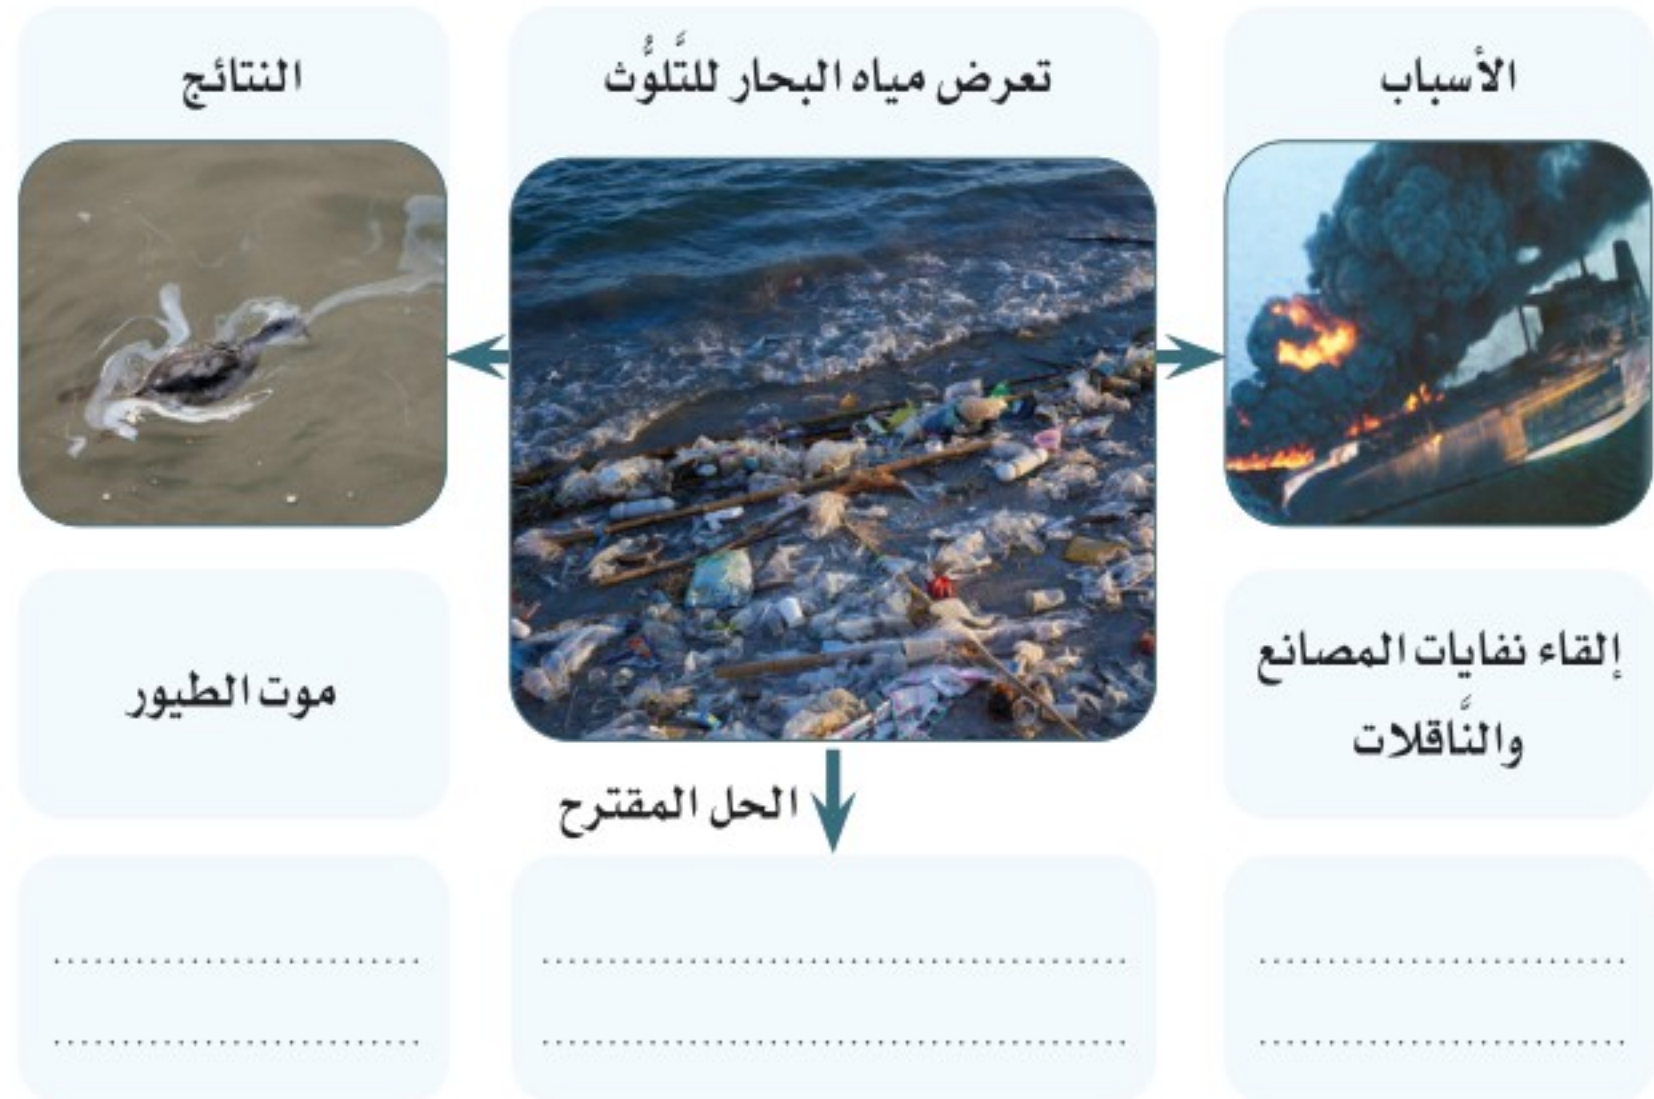 الأسباب
تعرض مياه البحار للتَّلوُّث
النتائج
إلقاء نفايات المصانع
والنَّاقلات
موت الطيور
الحل المقترح